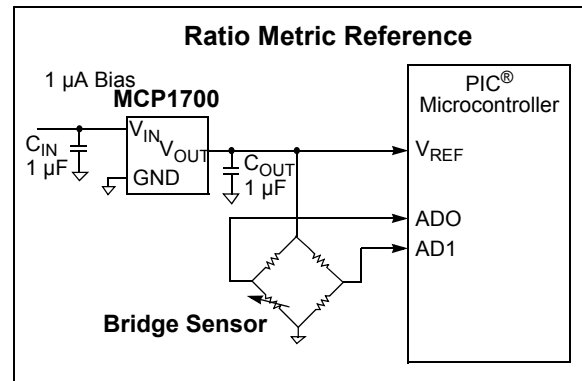 Ratio Metric Reference
1 µA Bias
MCP1700
PIC®
Microcontroller
VIN
VOUT
GND
CIN
1 µF
COUT
1 µF
VREF
ADO
AD1
Bridge Sensor